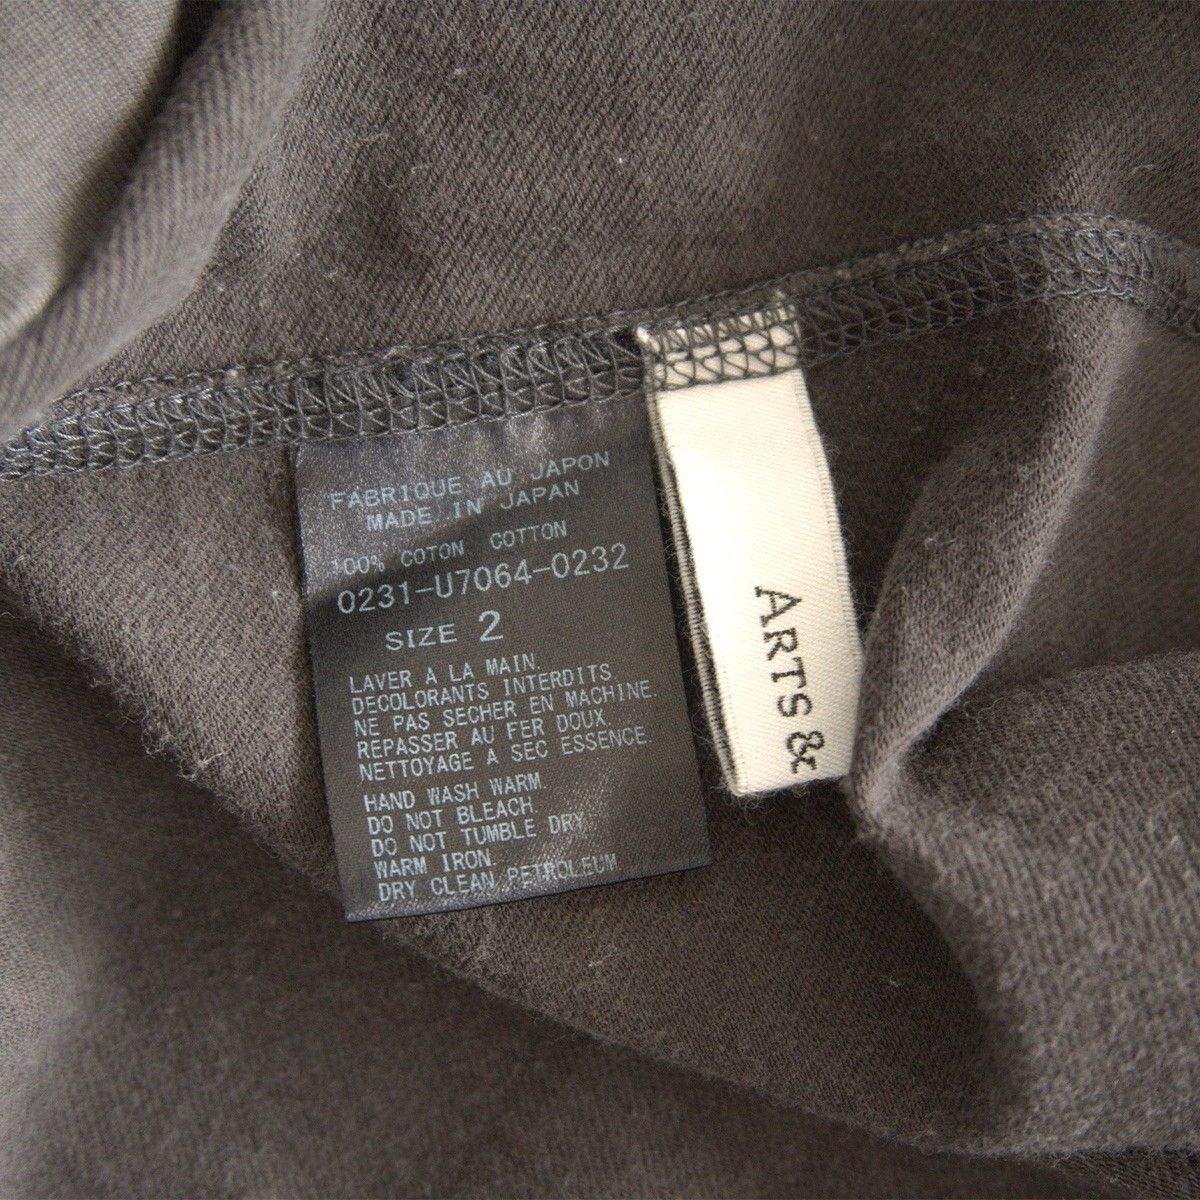 FABRIQUE AU JAPON
MADE IN JAPAN
100% COTON COTTON
0231-U7064-0232
SIZE 2
LAVER A LA MAIN.
DECOLORANTS INTERDITS.
NE PAS SECHER EN MACHINE.
REPASSER AU FER DOUX.
NETTOYAGE A SEC ESSENCE.
HAND WASH WARM.
DO NOT BLEACH.
DO NOT TUMBLE DRY.
WARM IRON.
DRY CLEAN PETROLEUM
ARTS &